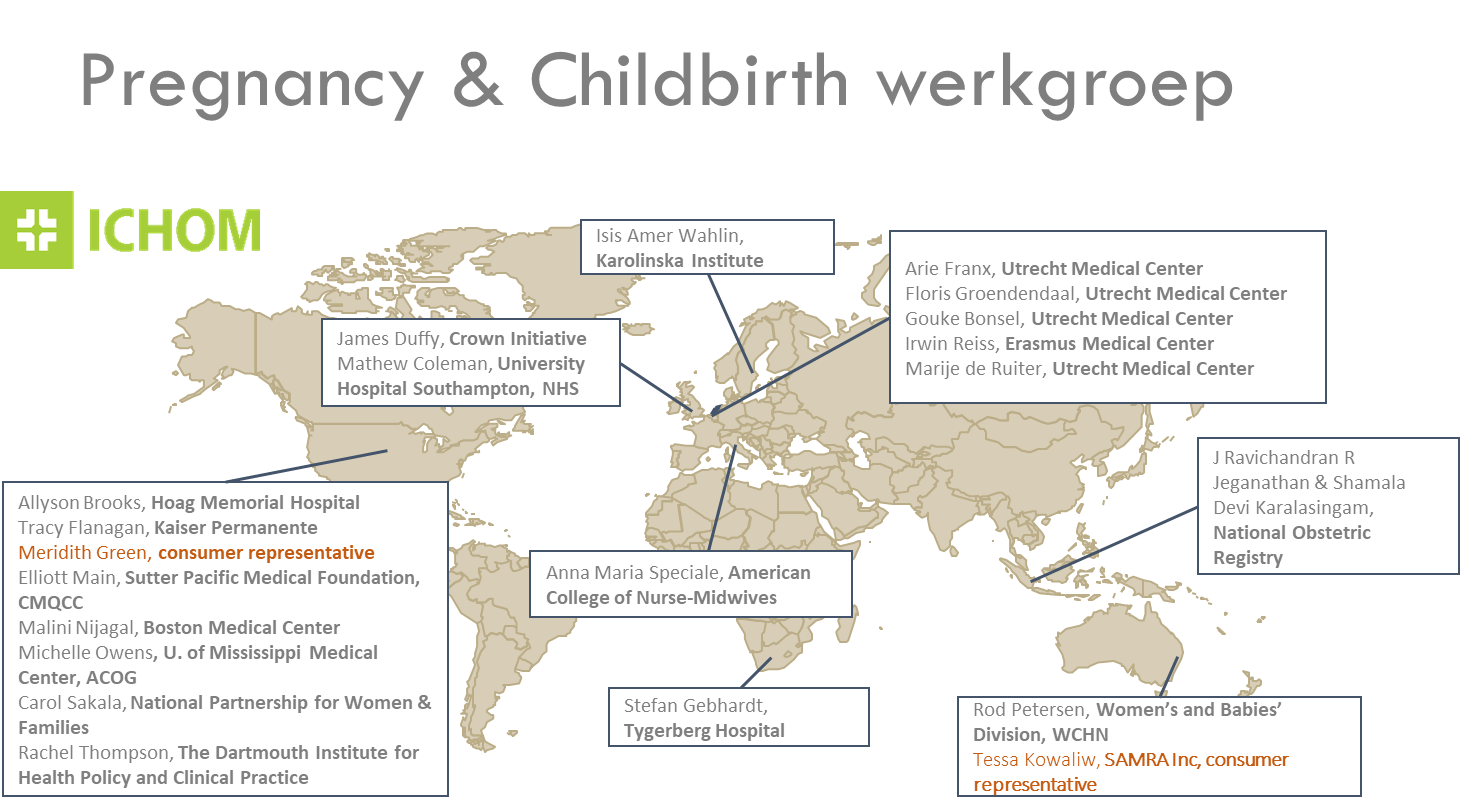 Pregnancy & Childbirth werkgroep
ICHOM
Isis Amer Wahlin,
Karolinska Institute
Arie Franx, Utrecht Medical Center
Floris Groendendaal, Utrecht Medical Center
Gouke Bonsel, Utrecht Medical Center
Irwin Reiss, Erasmus Medical Center
Marije de Ruiter, Utrecht Medical Center
James Duffy, Crown Initiative
Mathew Coleman, University
Hospital Southampton, NHS
J Ravichandran R
Jeganathan & Shamala
Devi Karalasingam,
National Obstetric
Registry
Allyson Brooks, Hoag Memorial Hospital
Tracy Flanagan, Kaiser Permanente
Meridith Green, consumer representative
Elliott Main, Sutter Pacific Medical Foundation,
CMQCC
Malini Nijagal, Boston Medical Center
Michelle Owens, U. of Mississippi Medical
Center, ACOG
Carol Sakala, National Partnership for Women &
Families
Rachel Thompson, The Dartmouth Institute for
Health Policy and Clinical Practice
Anna Maria Speciale, American
College of Nurse-Midwives
Stefan Gebhardt,
Tygerberg Hospital
Rod Petersen, Women’s and Babies’
Division, WCHN
Tessa Kowaliw, SAMRA Inc, consumer
representative